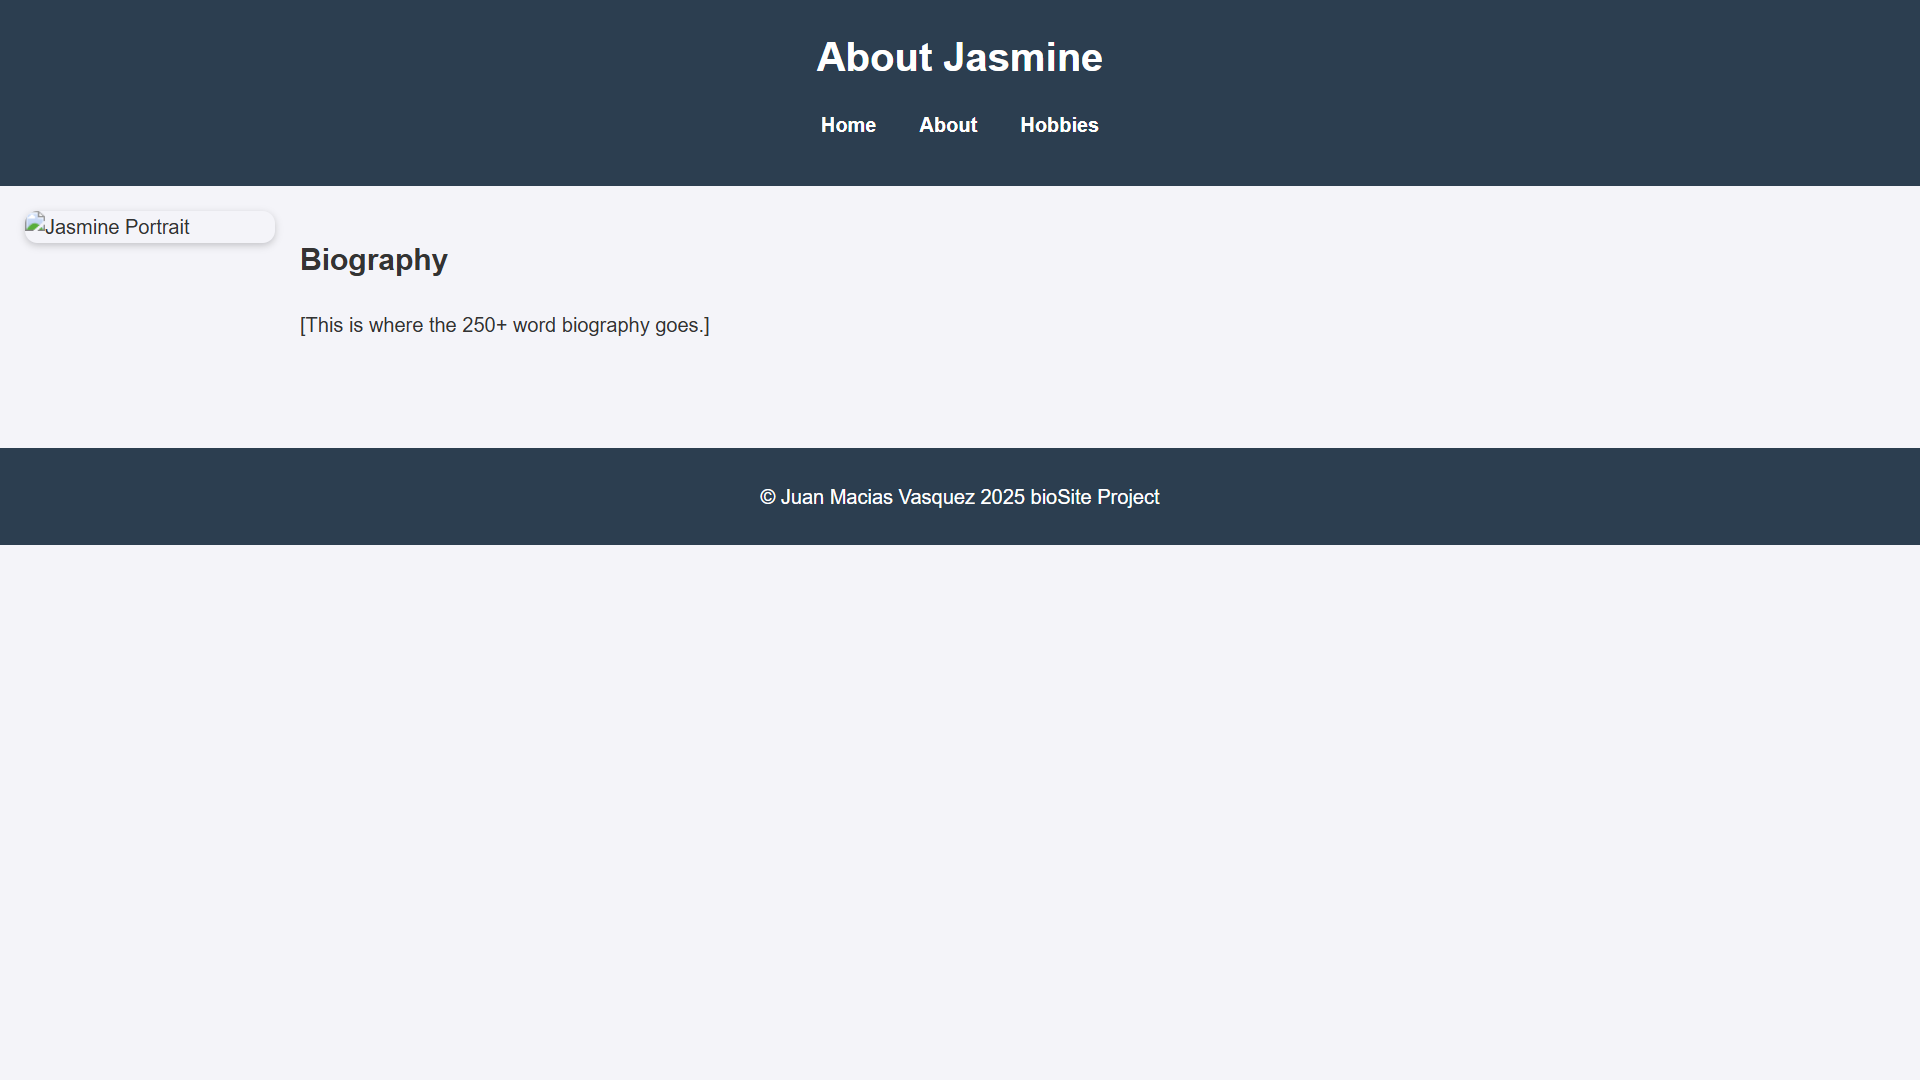 About Jasmine
Home About Hobbies
Jasmine Portrait
Biography
[This is where the 250+ word biography goes.]
© Juan Macias Vasquez 2025 bioSite Project